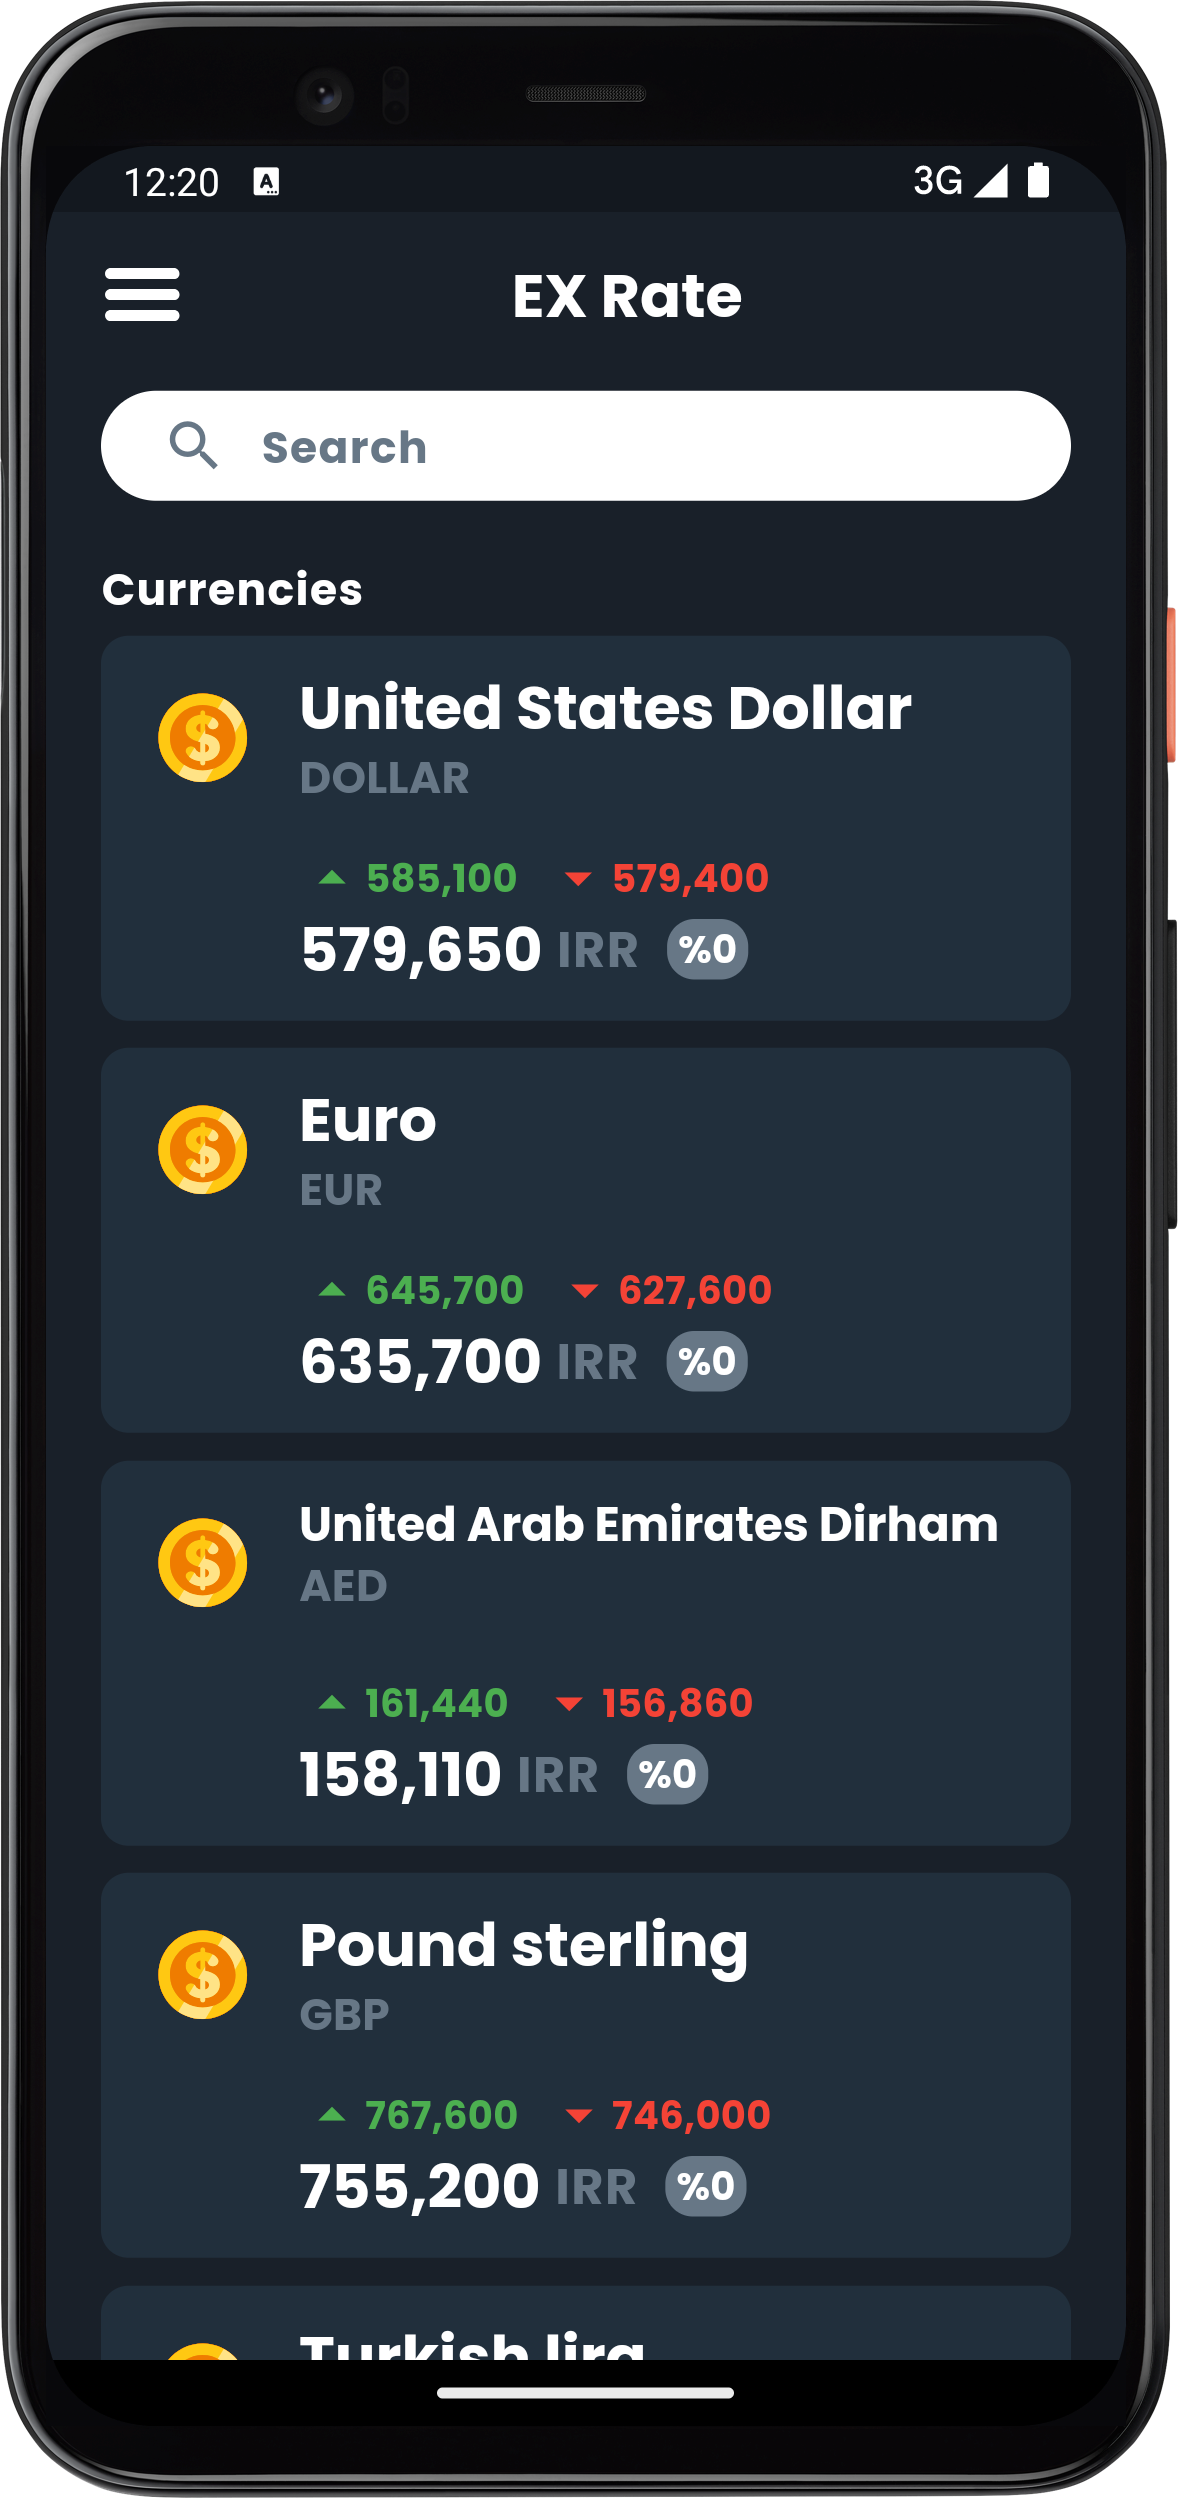 12:20 A 3G
EX Rate
Search
Currencies
United States Dollar
DOLLAR
585,100 579,400
579,650 IRR %0
Euro
EUR
645,700 627,600
635,700 IRR %0
United Arab Emirates Dirham
AED
161,440 156,860
158,110 IRR %0
Pound sterling
GBP
767,600 746,000
755,200 IRR %0
Turkish lira